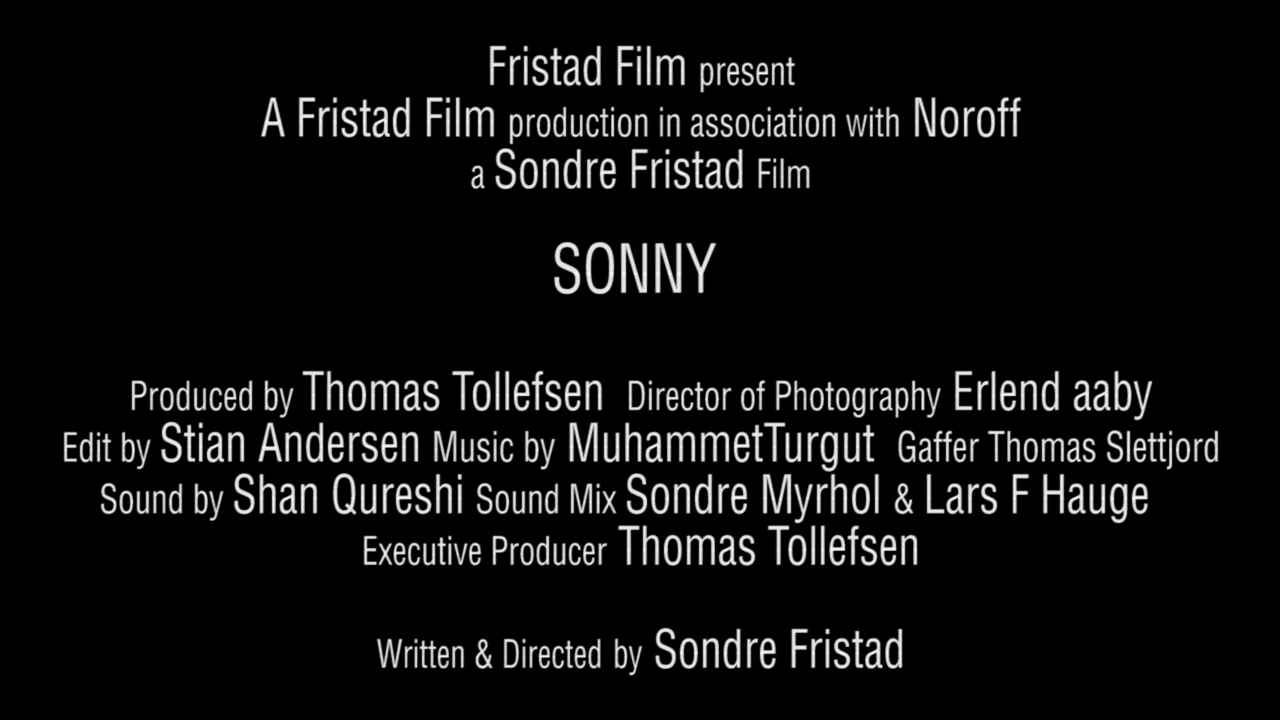 Fristad Film present
A Fristad Film production in association with Noroff
a Sondre Fristad Film
SONNY
Produced by Thomas Tollefsen Director of Photography Erlend aaby
Edit by Stian Andersen Music by MuhammetTurgut Gaffer Thomas Slettjord
Sound by Shan Qureshi Sound Mix Sondre Myrhol & Lars F Hauge
Executive Producer Thomas Tollefsen
Written & Directed by Sondre Fristad